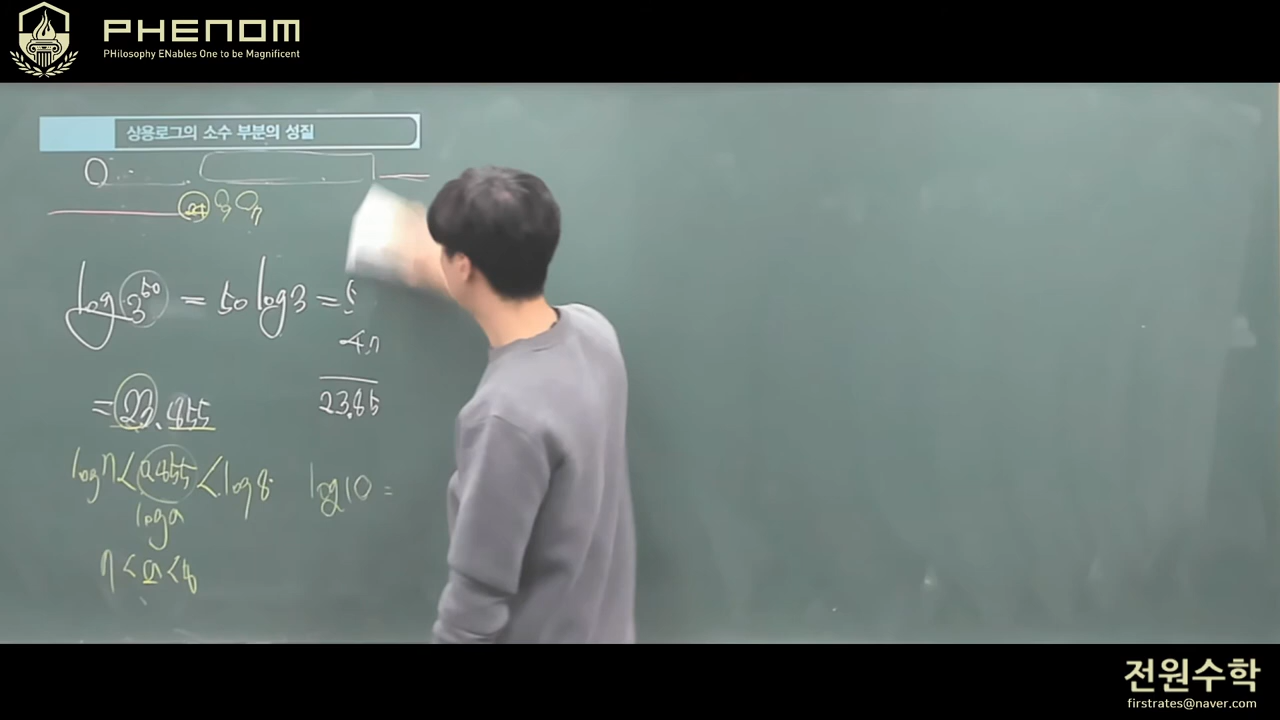 PHENOM
PHilosophy ENables One to be Magnificent
상용로그의 소수 부분의 성질
log 3^50 = 50 log 3 =
23.85
= 23.855
log 7 < 0.855 < log 8
log 10 =
log a
7 < a < 8
전원수학
firstrates@naver.com